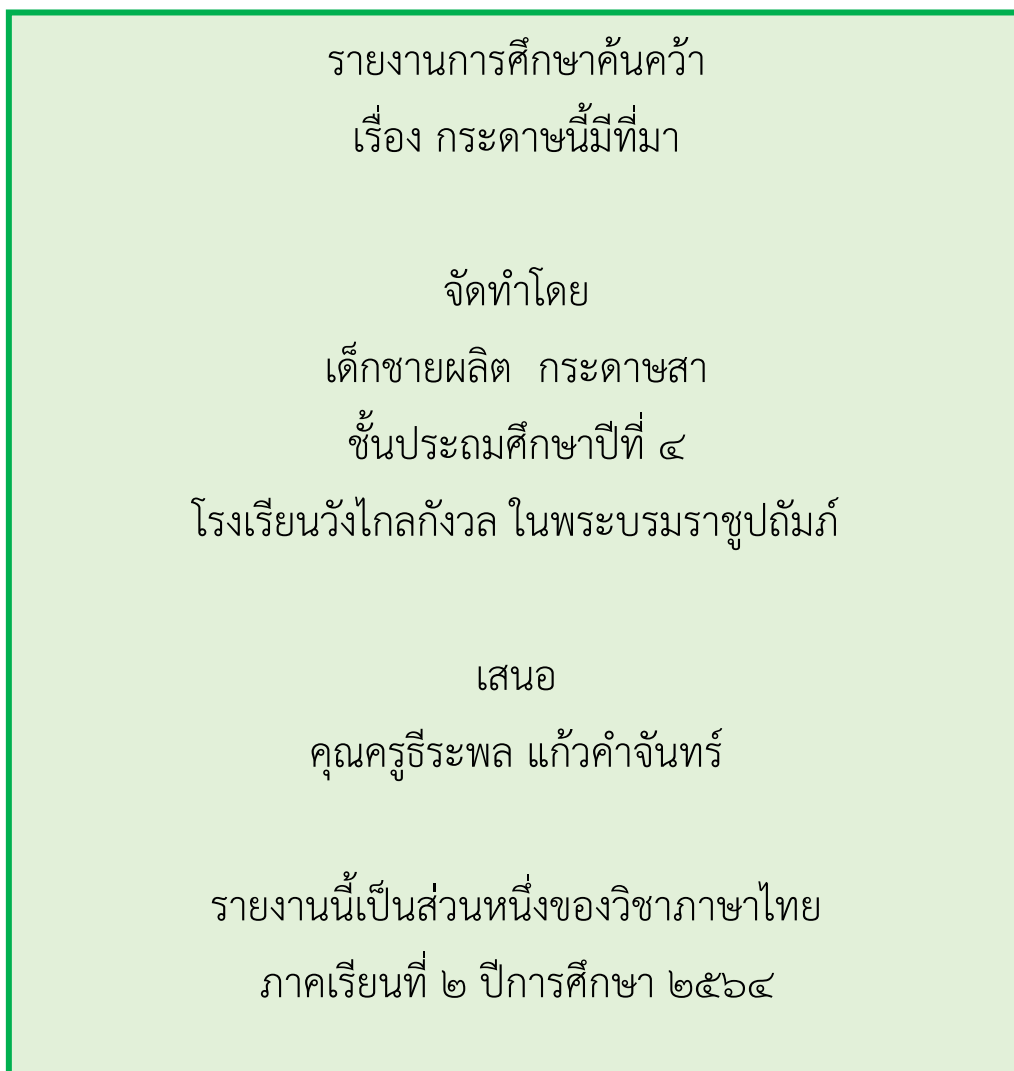 รายงานการศึกษาค้นคว้า
เรื่อง กระดาษนี้มีที่มา
จัดทำโดย
เด็กชายผลิต กระดาษสา
ชั้นประถมศึกษาปีที่ ๔
โรงเรียนวังไกลกังวล ในพระบรมราชูปถัมภ์
เสนอ
คุณครูธีระพล แก้วคำจันทร์
รายงานนี้เป็นส่วนหนึ่งของวิชาภาษาไทย
ภาคเรียนที่ ๒ ปีการศึกษา ๒๕๖๔